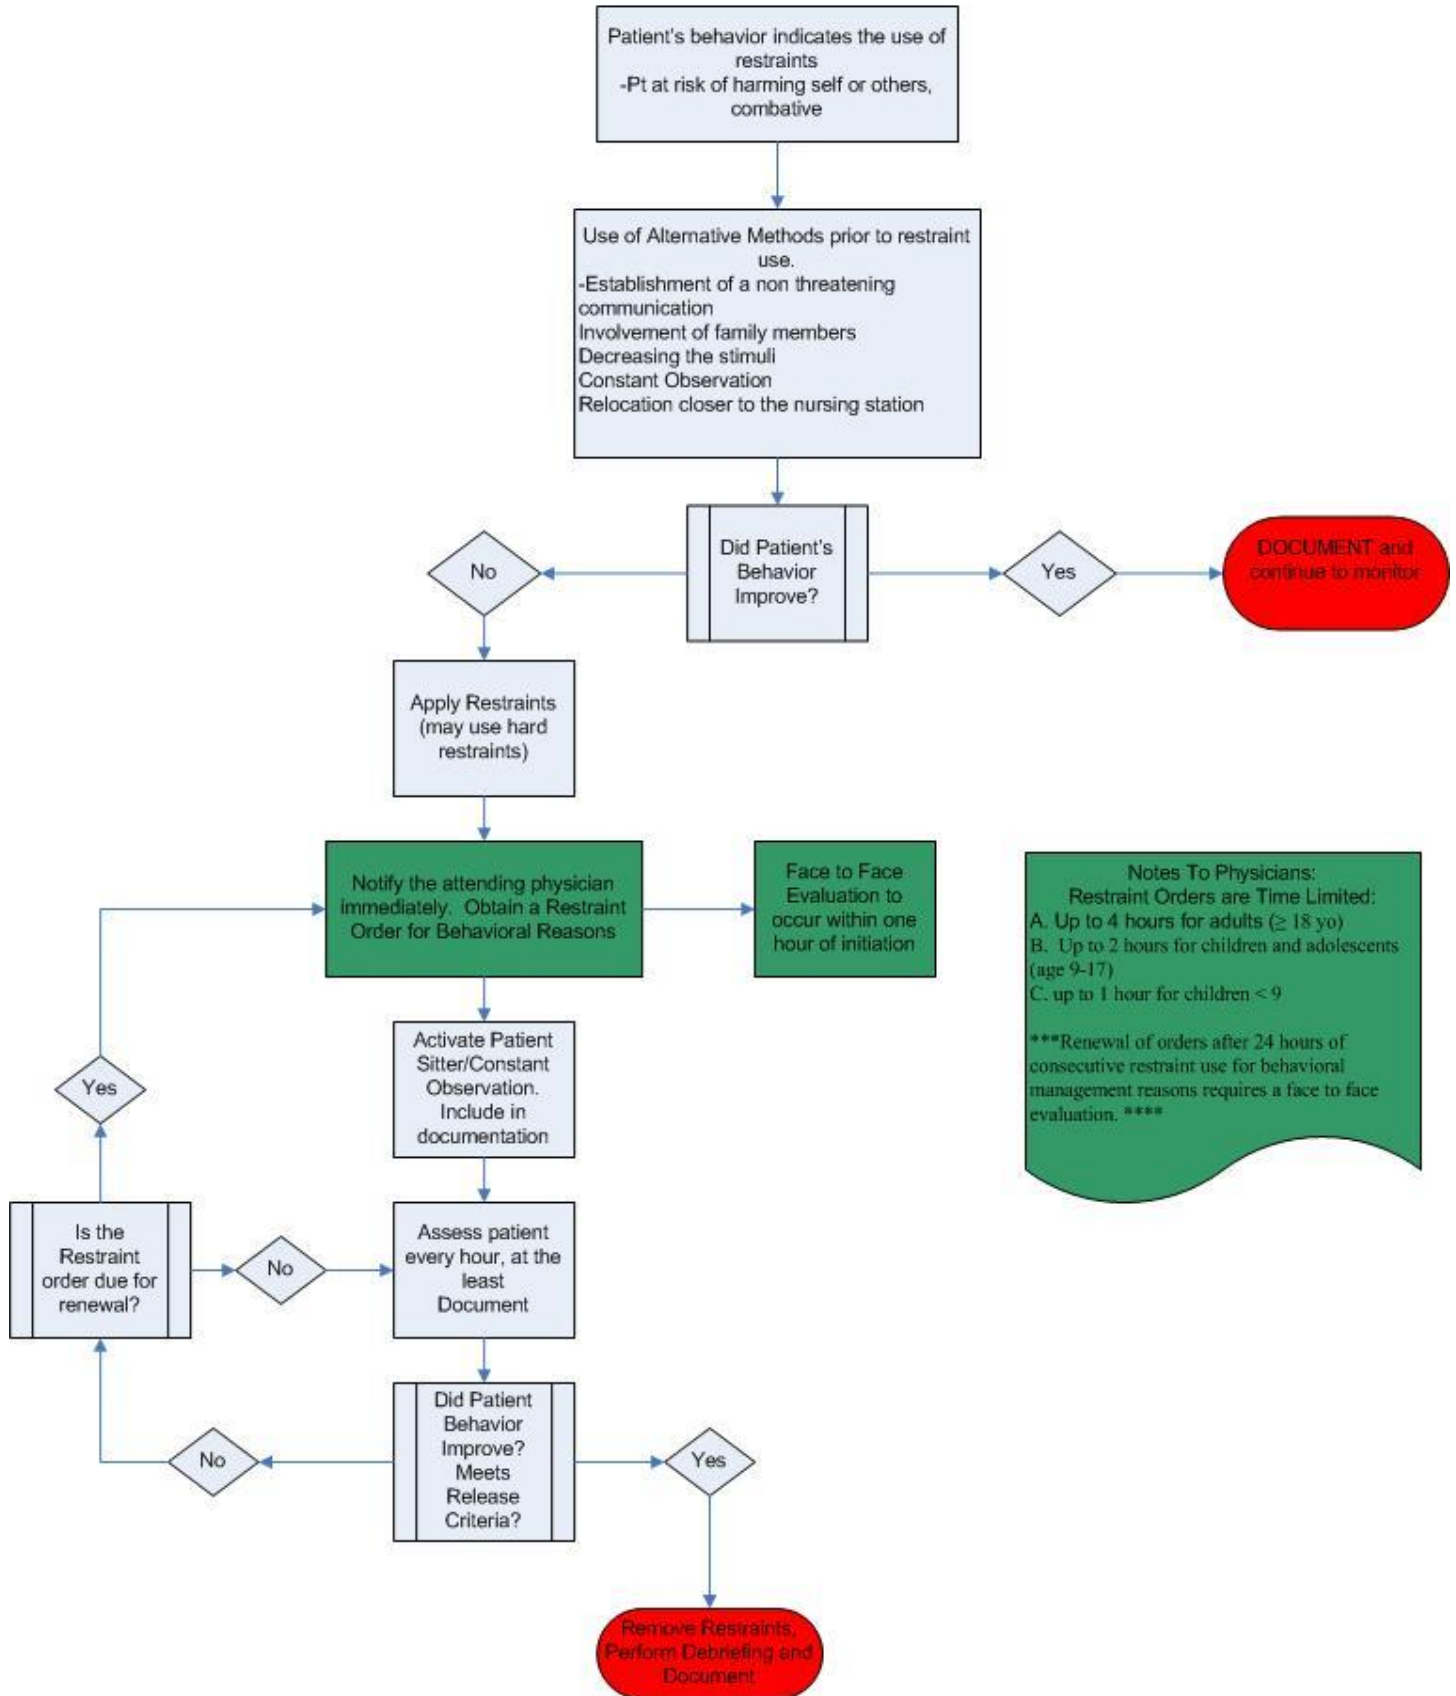 Patient's behavior indicates the use of
restraints
-Pt at risk of harming self or others,
combative
Use of Alternative Methods prior to restraint
use.
-Establishment of a non threatening
communication
Involvement of family members
Decreasing the stimuli
Constant Observation
Relocation closer to the nursing station
Did Patient's
Behavior
Improve?
No
Yes
DOCUMENT and
continue to monitor
Apply Restraints
(may use hard
restraints)
Notify the attending physician
immediately. Obtain a Restraint
Order for Behavioral Reasons
Face to Face
Evaluation to
occur within one
hour of initiation
Notes To Physicians:
Restraint Orders are Time Limited:
A. Up to 4 hours for adults (≥ 18 yo)
B. Up to 2 hours for children and adolescents
(age 9-17)
C. up to 1 hour for children < 9
***Renewal of orders after 24 hours of
consecutive restraint use for behavioral
management reasons requires a face to face
evaluation. ****
Activate Patient
Sitter/Constant
Observation.
Include in
documentation
Yes
Is the
Restraint
order due for
renewal?
No
Assess patient
every hour, at the
least
Document
Did Patient
Behavior
Improve?
Meets
Release
Criteria?
No
Yes
Remove Restraints,
Perform Debriefing and
Document